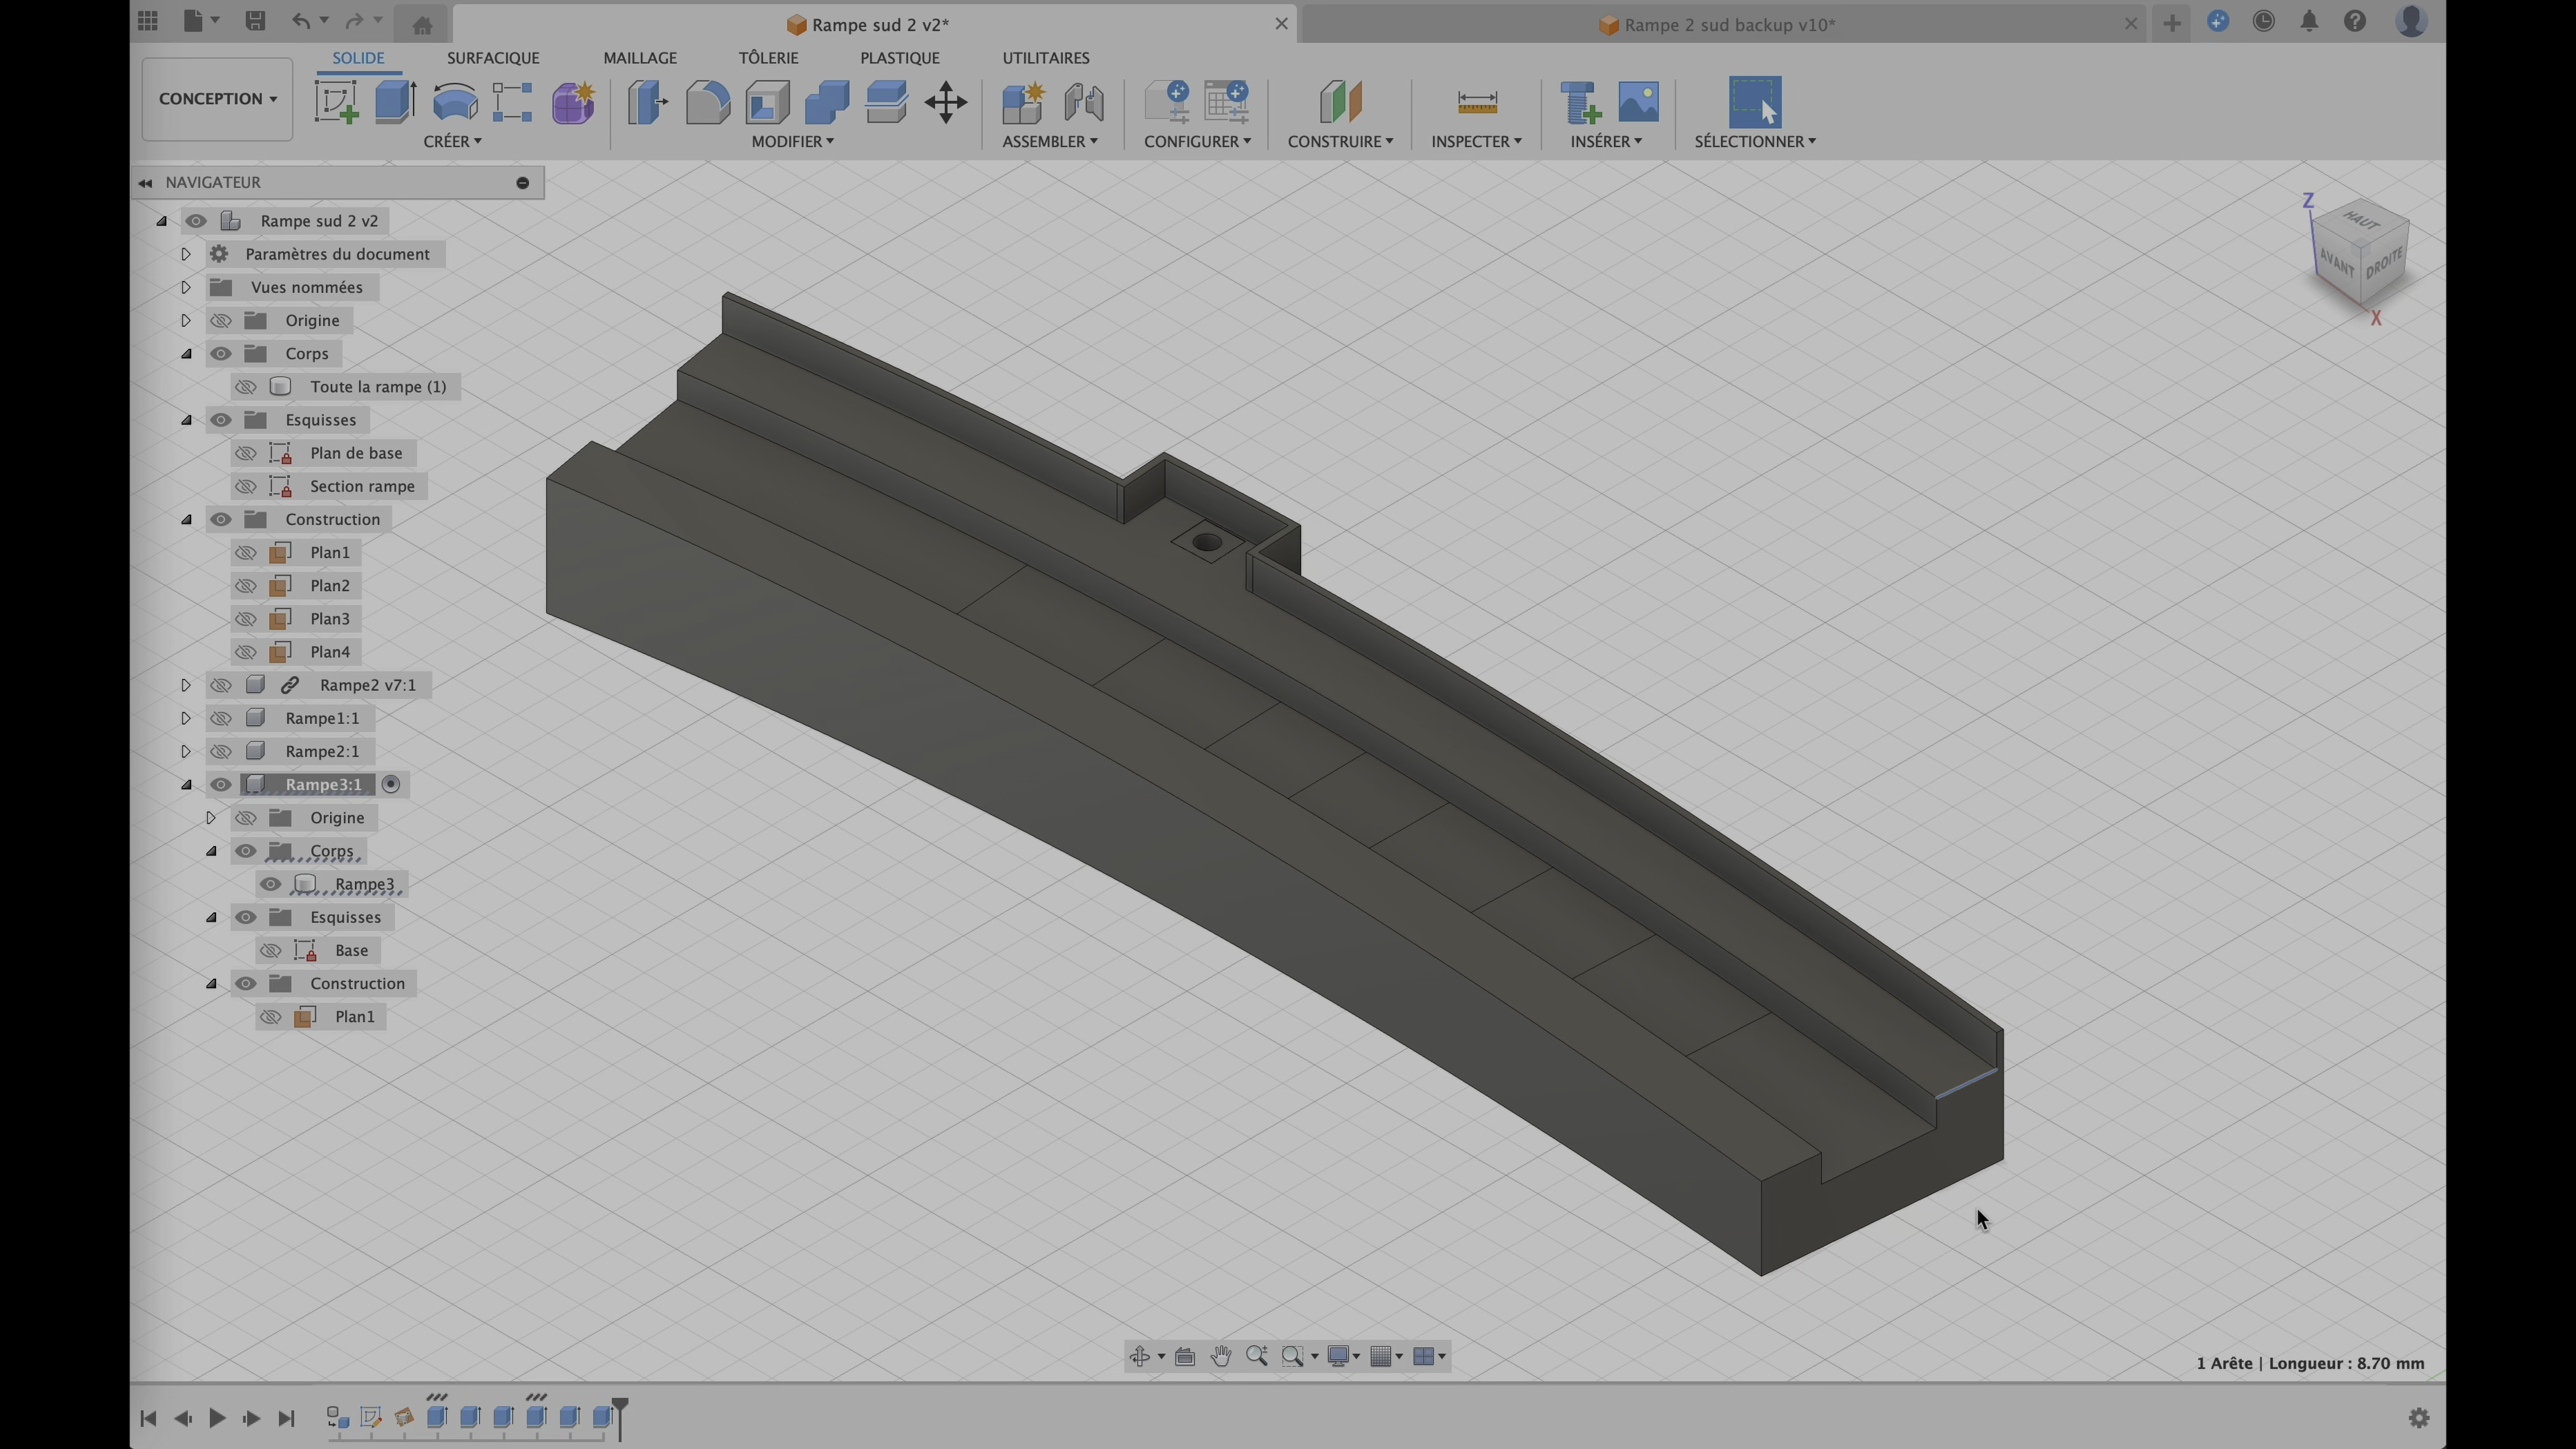 Rampe sud 2 v2*
Rampe 2 sud backup v10*
SOLIDE SURFACIQUE MAILLAGE TÔLERIE PLASTIQUE UTILITAIRES
CONCEPTION
CRÉER MODIFIER ASSEMBLER CONFIGURER CONSTRUIRE INSPECTER INSÉRER SÉLECTIONNER
NAVIGATEUR
Rampe sud 2 v2
Paramètres du document
Vues nommées
Origine
Corps
Toute la rampe (1)
Esquisses
Plan de base
Section rampe
Construction
Plan1
Plan2
Plan3
Plan4
Rampe2 v7:1
Rampe1:1
Rampe2:1
Rampe3:1
Origine
Corps
Rampe3
Esquisses
Base
Construction
Plan1
Z
HAUT
AVANT DROITE
X
1 Arête | Longueur : 8.70 mm